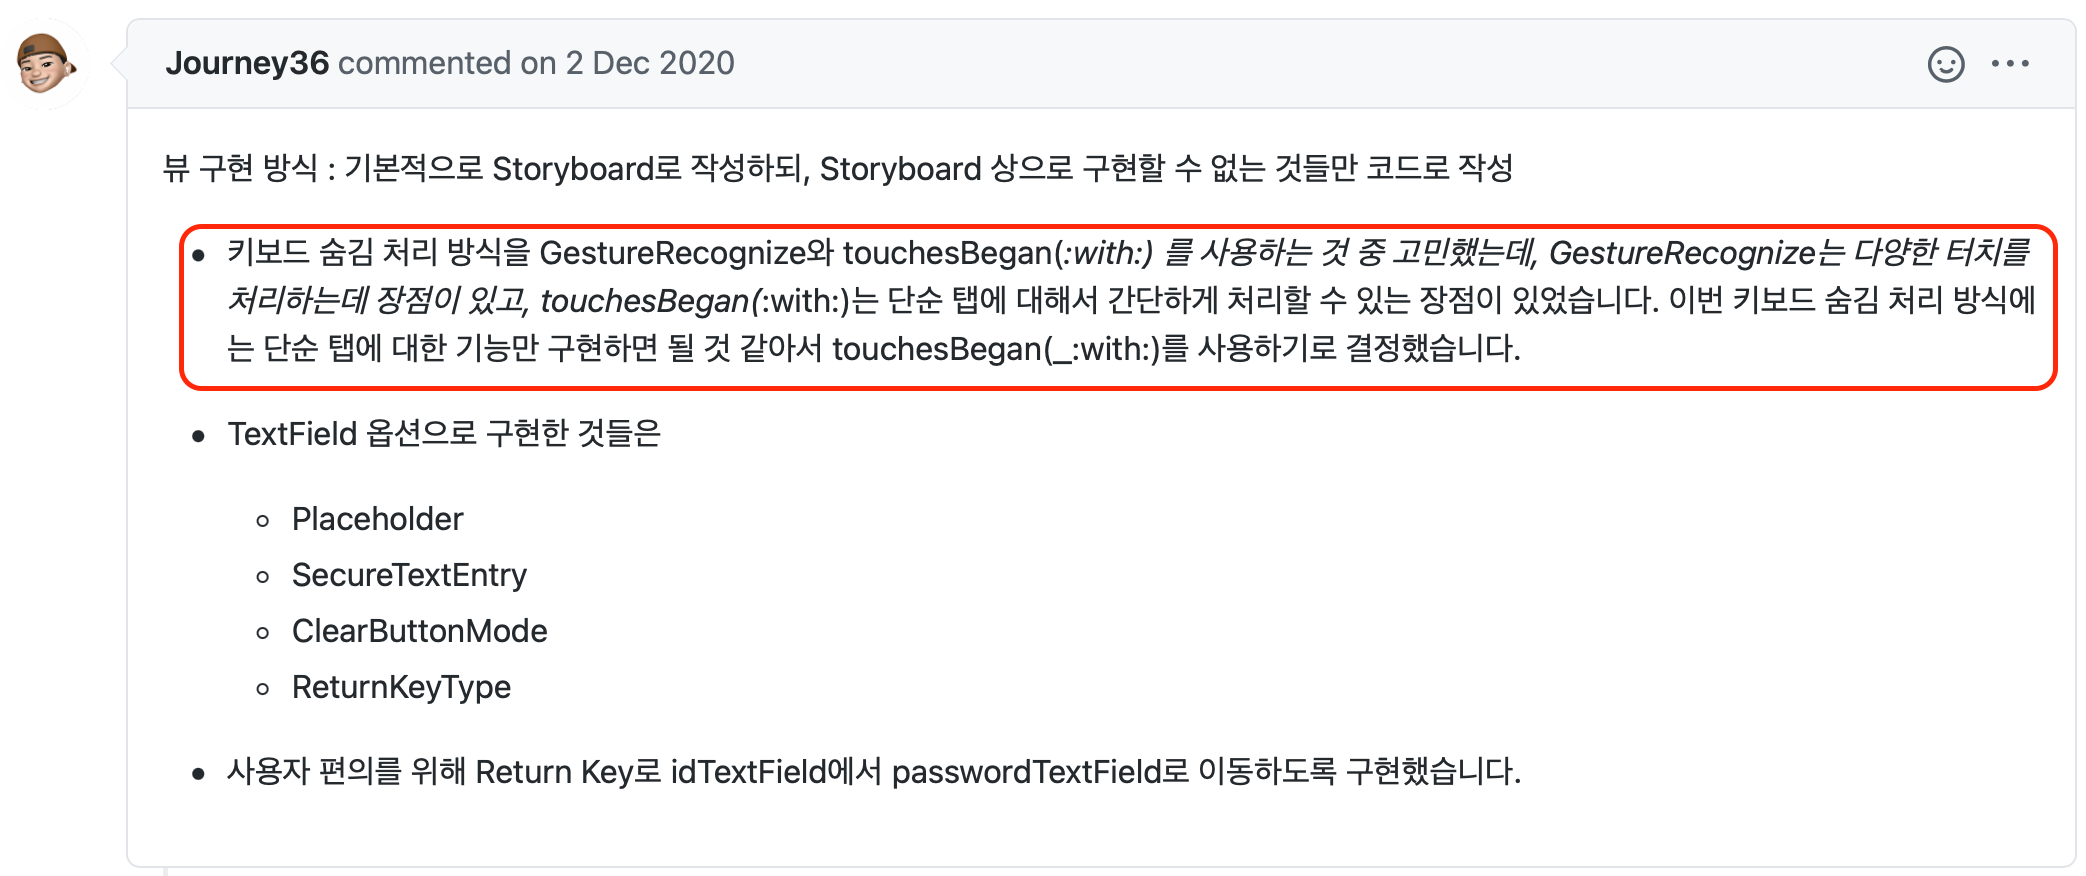 Journey36 commented on 2 Dec 2020
뷰 구현 방식 : 기본적으로 Storyboard로 작성하되, Storyboard 상으로 구현할 수 없는 것들만 코드로 작성
• 키보드 숨김 처리 방식을 GestureRecognize와 touchesBegan(:with:) 를 사용하는 것 중 고민했는데, GestureRecognize는 다양한 터치를
처리하는데 장점이 있고, touchesBegan(:with:)는 단순 탭에 대해서 간단하게 처리할 수 있는 장점이 있었습니다. 이번 키보드 숨김 처리 방식에
는 단순 탭에 대한 기능만 구현하면 될 것 같아서 touchesBegan(_:with:)를 사용하기로 결정했습니다.
• TextField 옵션으로 구현한 것들은
◦ Placeholder
◦ SecureTextEntry
◦ ClearButtonMode
◦ ReturnKeyType
• 사용자 편의를 위해 Return Key로 idTextField에서 passwordTextField로 이동하도록 구현했습니다.